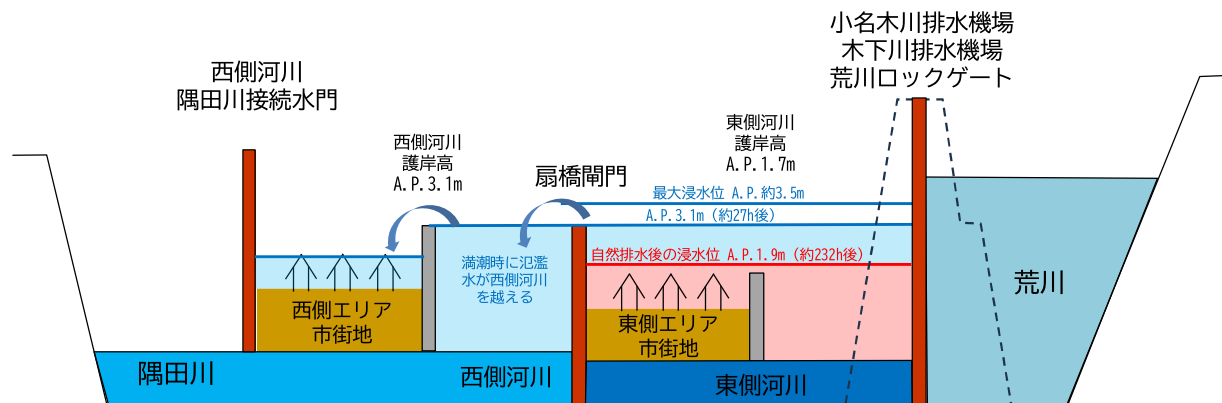 小名木川排水機場
木下川排水機場
荒川ロックゲート
西側河川
隅田川接続水門
西側河川
護岸高
A.P.3.1m
扇橋閘門
東側河川
護岸高
A.P.1.7m
最大浸水位 A.P.約3.5m
A.P.3.1m（約27h後）
自然排水後の浸水位 A.P.1.9m（約232h後）
満潮時に氾濫
水が西側河川
を越える
西側エリア
市街地
東側エリア
市街地
荒川
隅田川
西側河川
東側河川